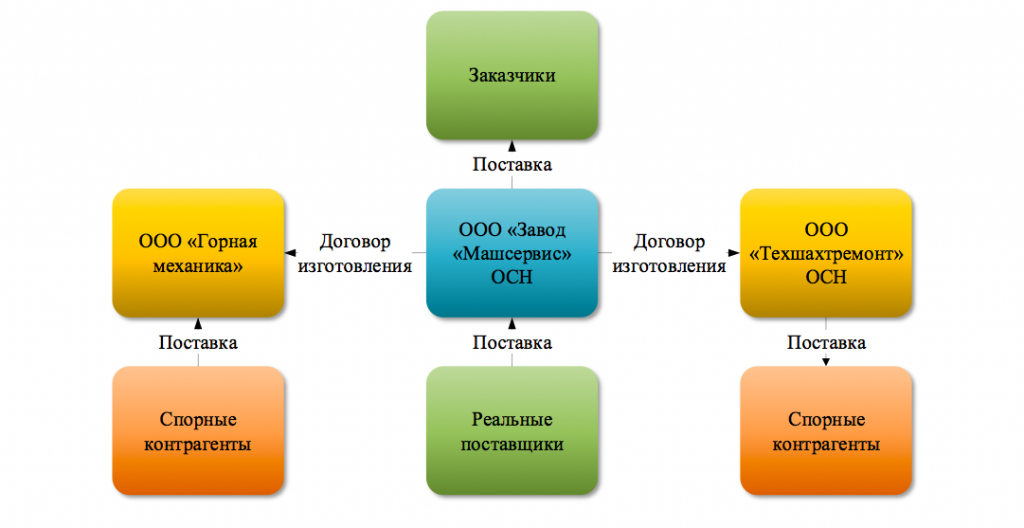 Заказчики
Поставка
ООО «Горная
механика»
Договор
изготовления
ООО «Завод
«Машсервис»
ОСН
Договор
изготовления
ООО
«Техшахтремонт»
ОСН
Поставка
Поставка
Поставка
Спорные
контрагенты
Реальные
поставщики
Спорные
контрагенты